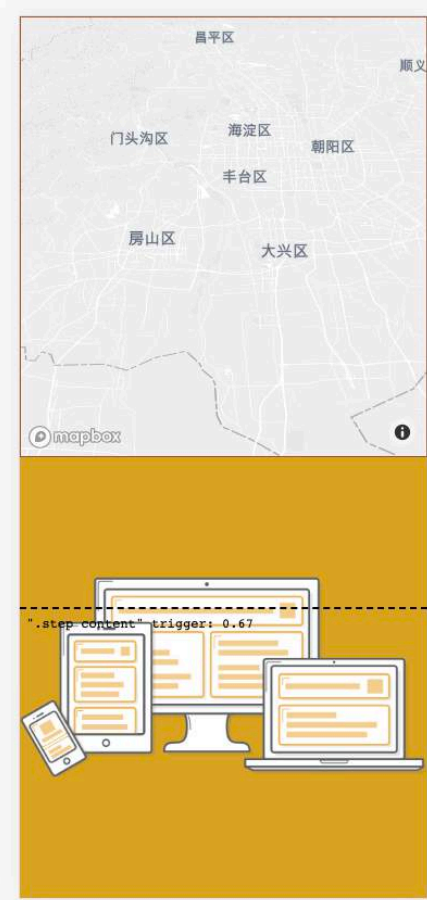 昌平区
顺义
海淀区
门头沟区
朝阳区
丰台区
房山区
大兴区
mapbox
".step content" trigger: 0.67